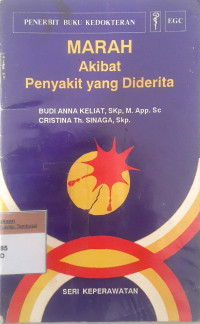 PENERBIT BUKU KEDOKTERAN EGC
MARAH
Akibat
Penyakit yang Diderita
BUDI ANNA KELIAT, SKp, M. App. Sc
CRISTINA Th. SINAGA, Skp.
85
O
SERI KEPERAWATAN